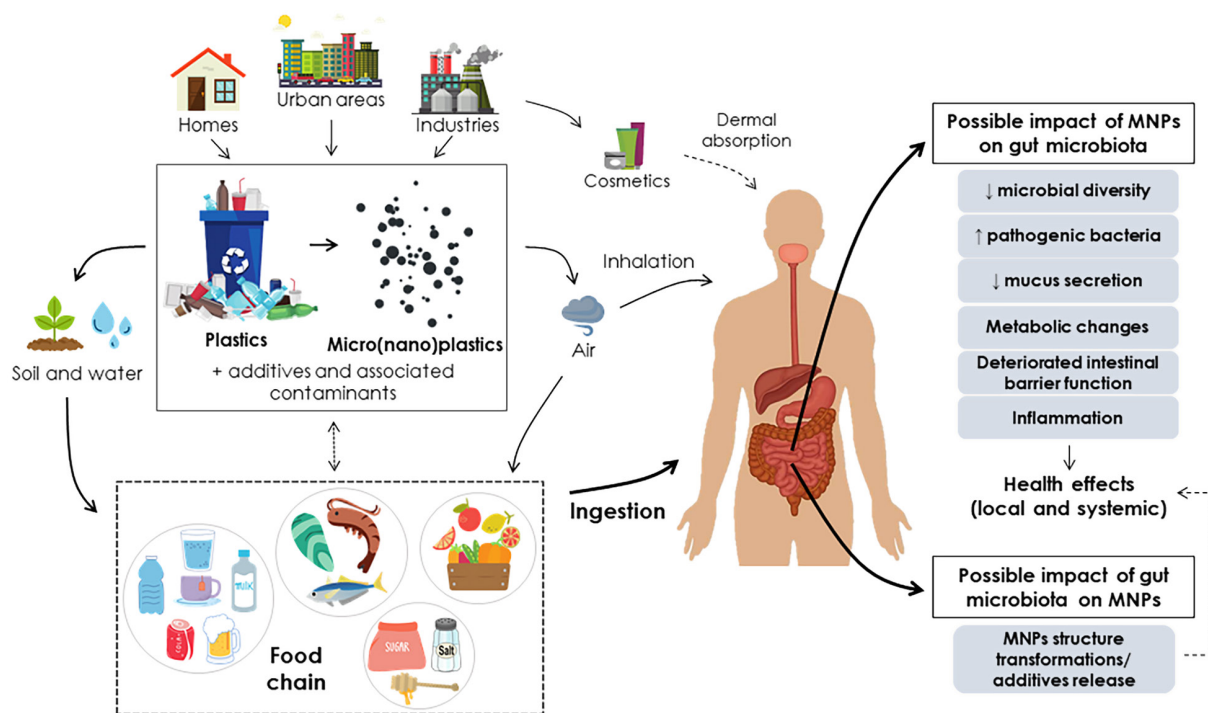 Homes
Urban areas
Industries
Cosmetics
Dermal
absorption
Plastics
Micro(nano)plastics
+ additives and associated
contaminants
Soil and water
Air
Inhalation
Ingestion
MILK
COLA
SUGAR
Salt
Food
chain
Possible impact of MNPs
on gut microbiota
↓ microbial diversity
↑ pathogenic bacteria
↓ mucus secretion
Metabolic changes
Deteriorated intestinal
barrier function
Inflammation
Health effects
(local and systemic)
Possible impact of gut
microbiota on MNPs
MNPs structure
transformations/
additives release